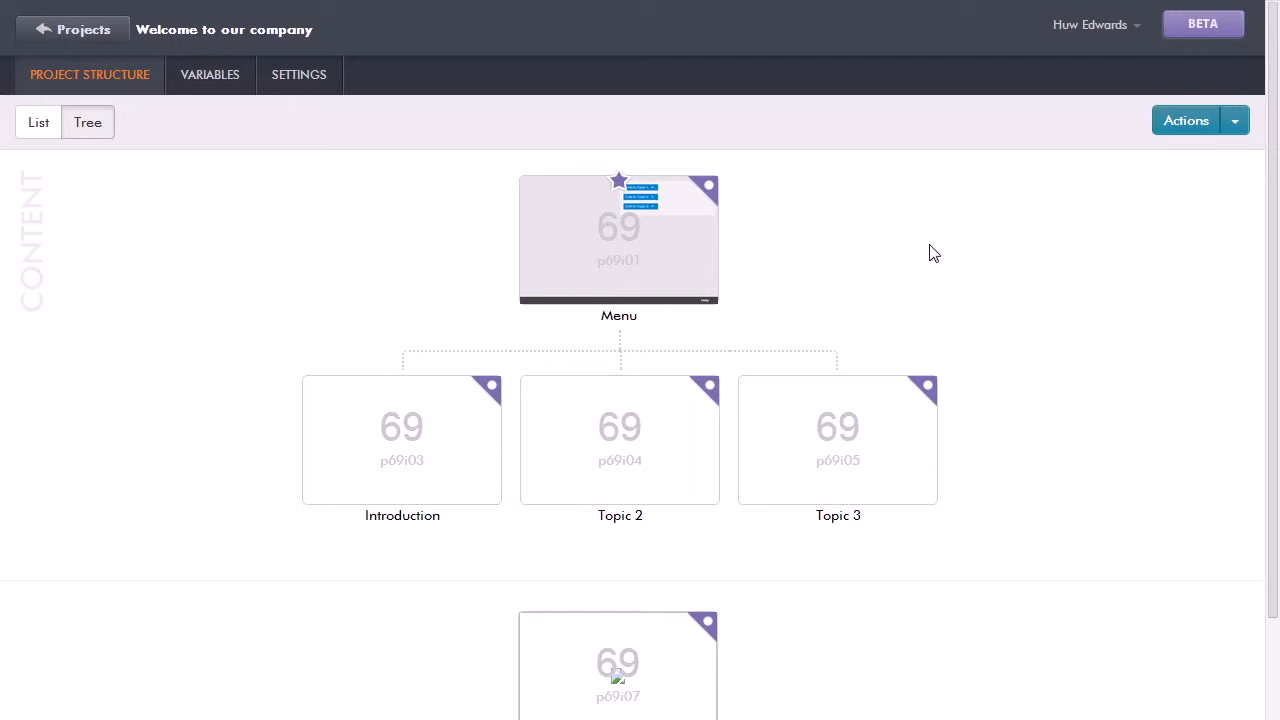 Projects
Welcome to our company
Huw Edwards
BETA
PROJECT STRUCTURE
VARIABLES
SETTINGS
List
Tree
Actions
CONTENT
69
p69i01
Help
Menu
69
p69i03
69
p69i04
69
p69i05
Introduction
Topic 2
Topic 3
69
p69i07